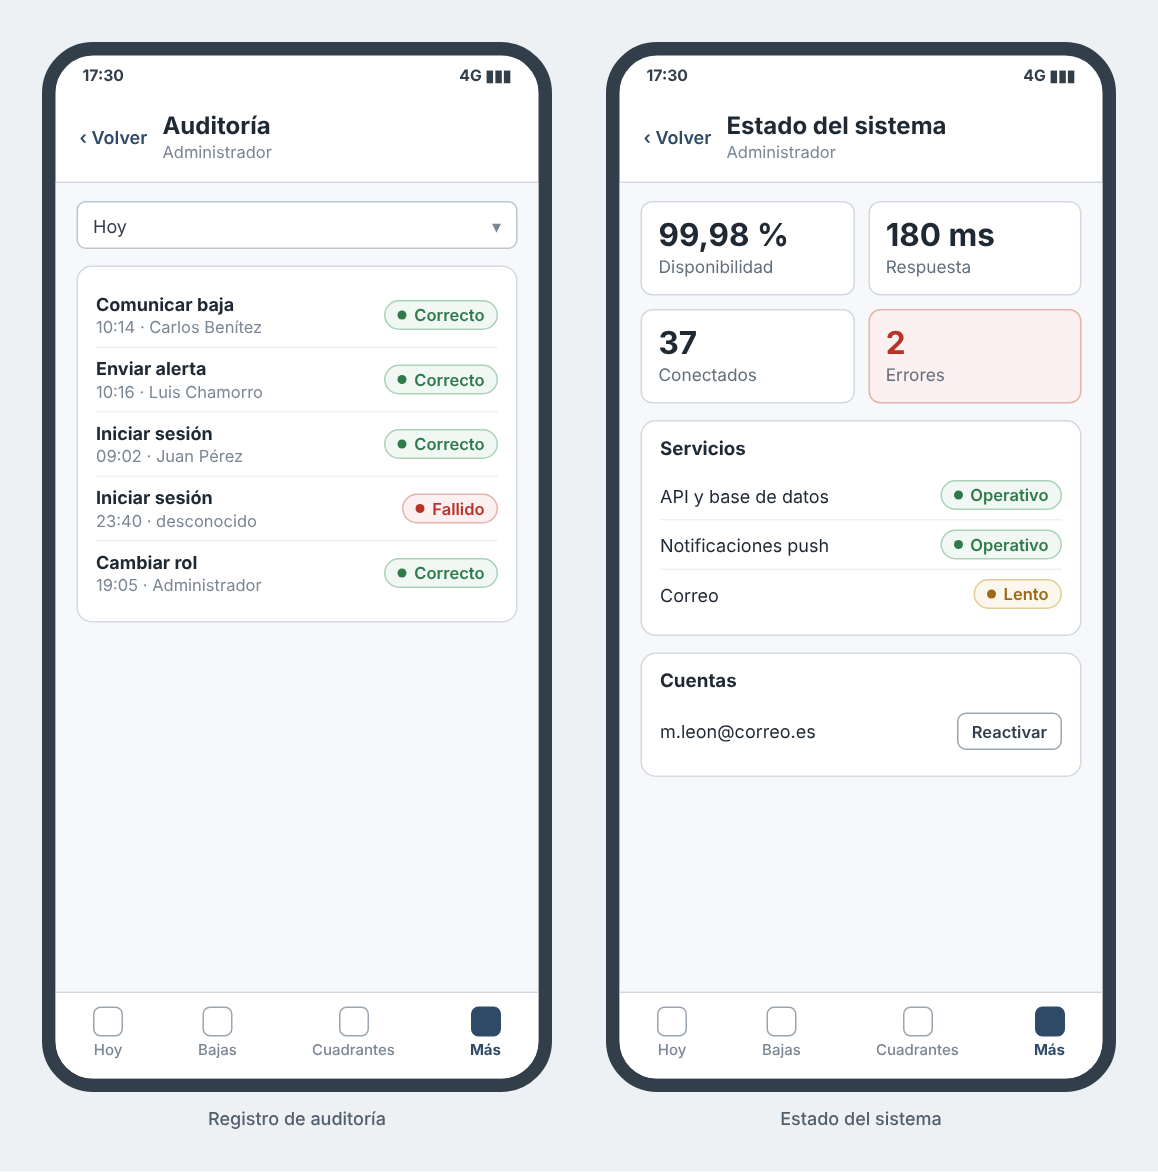 17:30
4G
‹ Volver
Auditoría
Administrador
Hoy
Comunicar baja
10:14 · Carlos Benítez
Correcto
Enviar alerta
10:16 · Luis Chamorro
Correcto
Iniciar sesión
09:02 · Juan Pérez
Correcto
Iniciar sesión
23:40 · desconocido
Fallido
Cambiar rol
19:05 · Administrador
Correcto
Hoy
Bajas
Cuadrantes
Más
Registro de auditoría
17:30
4G
‹ Volver
Estado del sistema
Administrador
99,98 %
Disponibilidad
180 ms
Respuesta
37
Conectados
2
Errores
Servicios
API y base de datos
Operativo
Notificaciones push
Operativo
Correo
Lento
Cuentas
m.leon@correo.es
Reactivar
Hoy
Bajas
Cuadrantes
Más
Estado del sistema